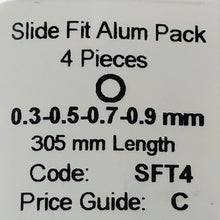 Slide Fit Alum Pack
4 Pieces
0.3-0.5-0.7-0.9 mm
305 mm Length
Code: SFT4
Price Guide: C